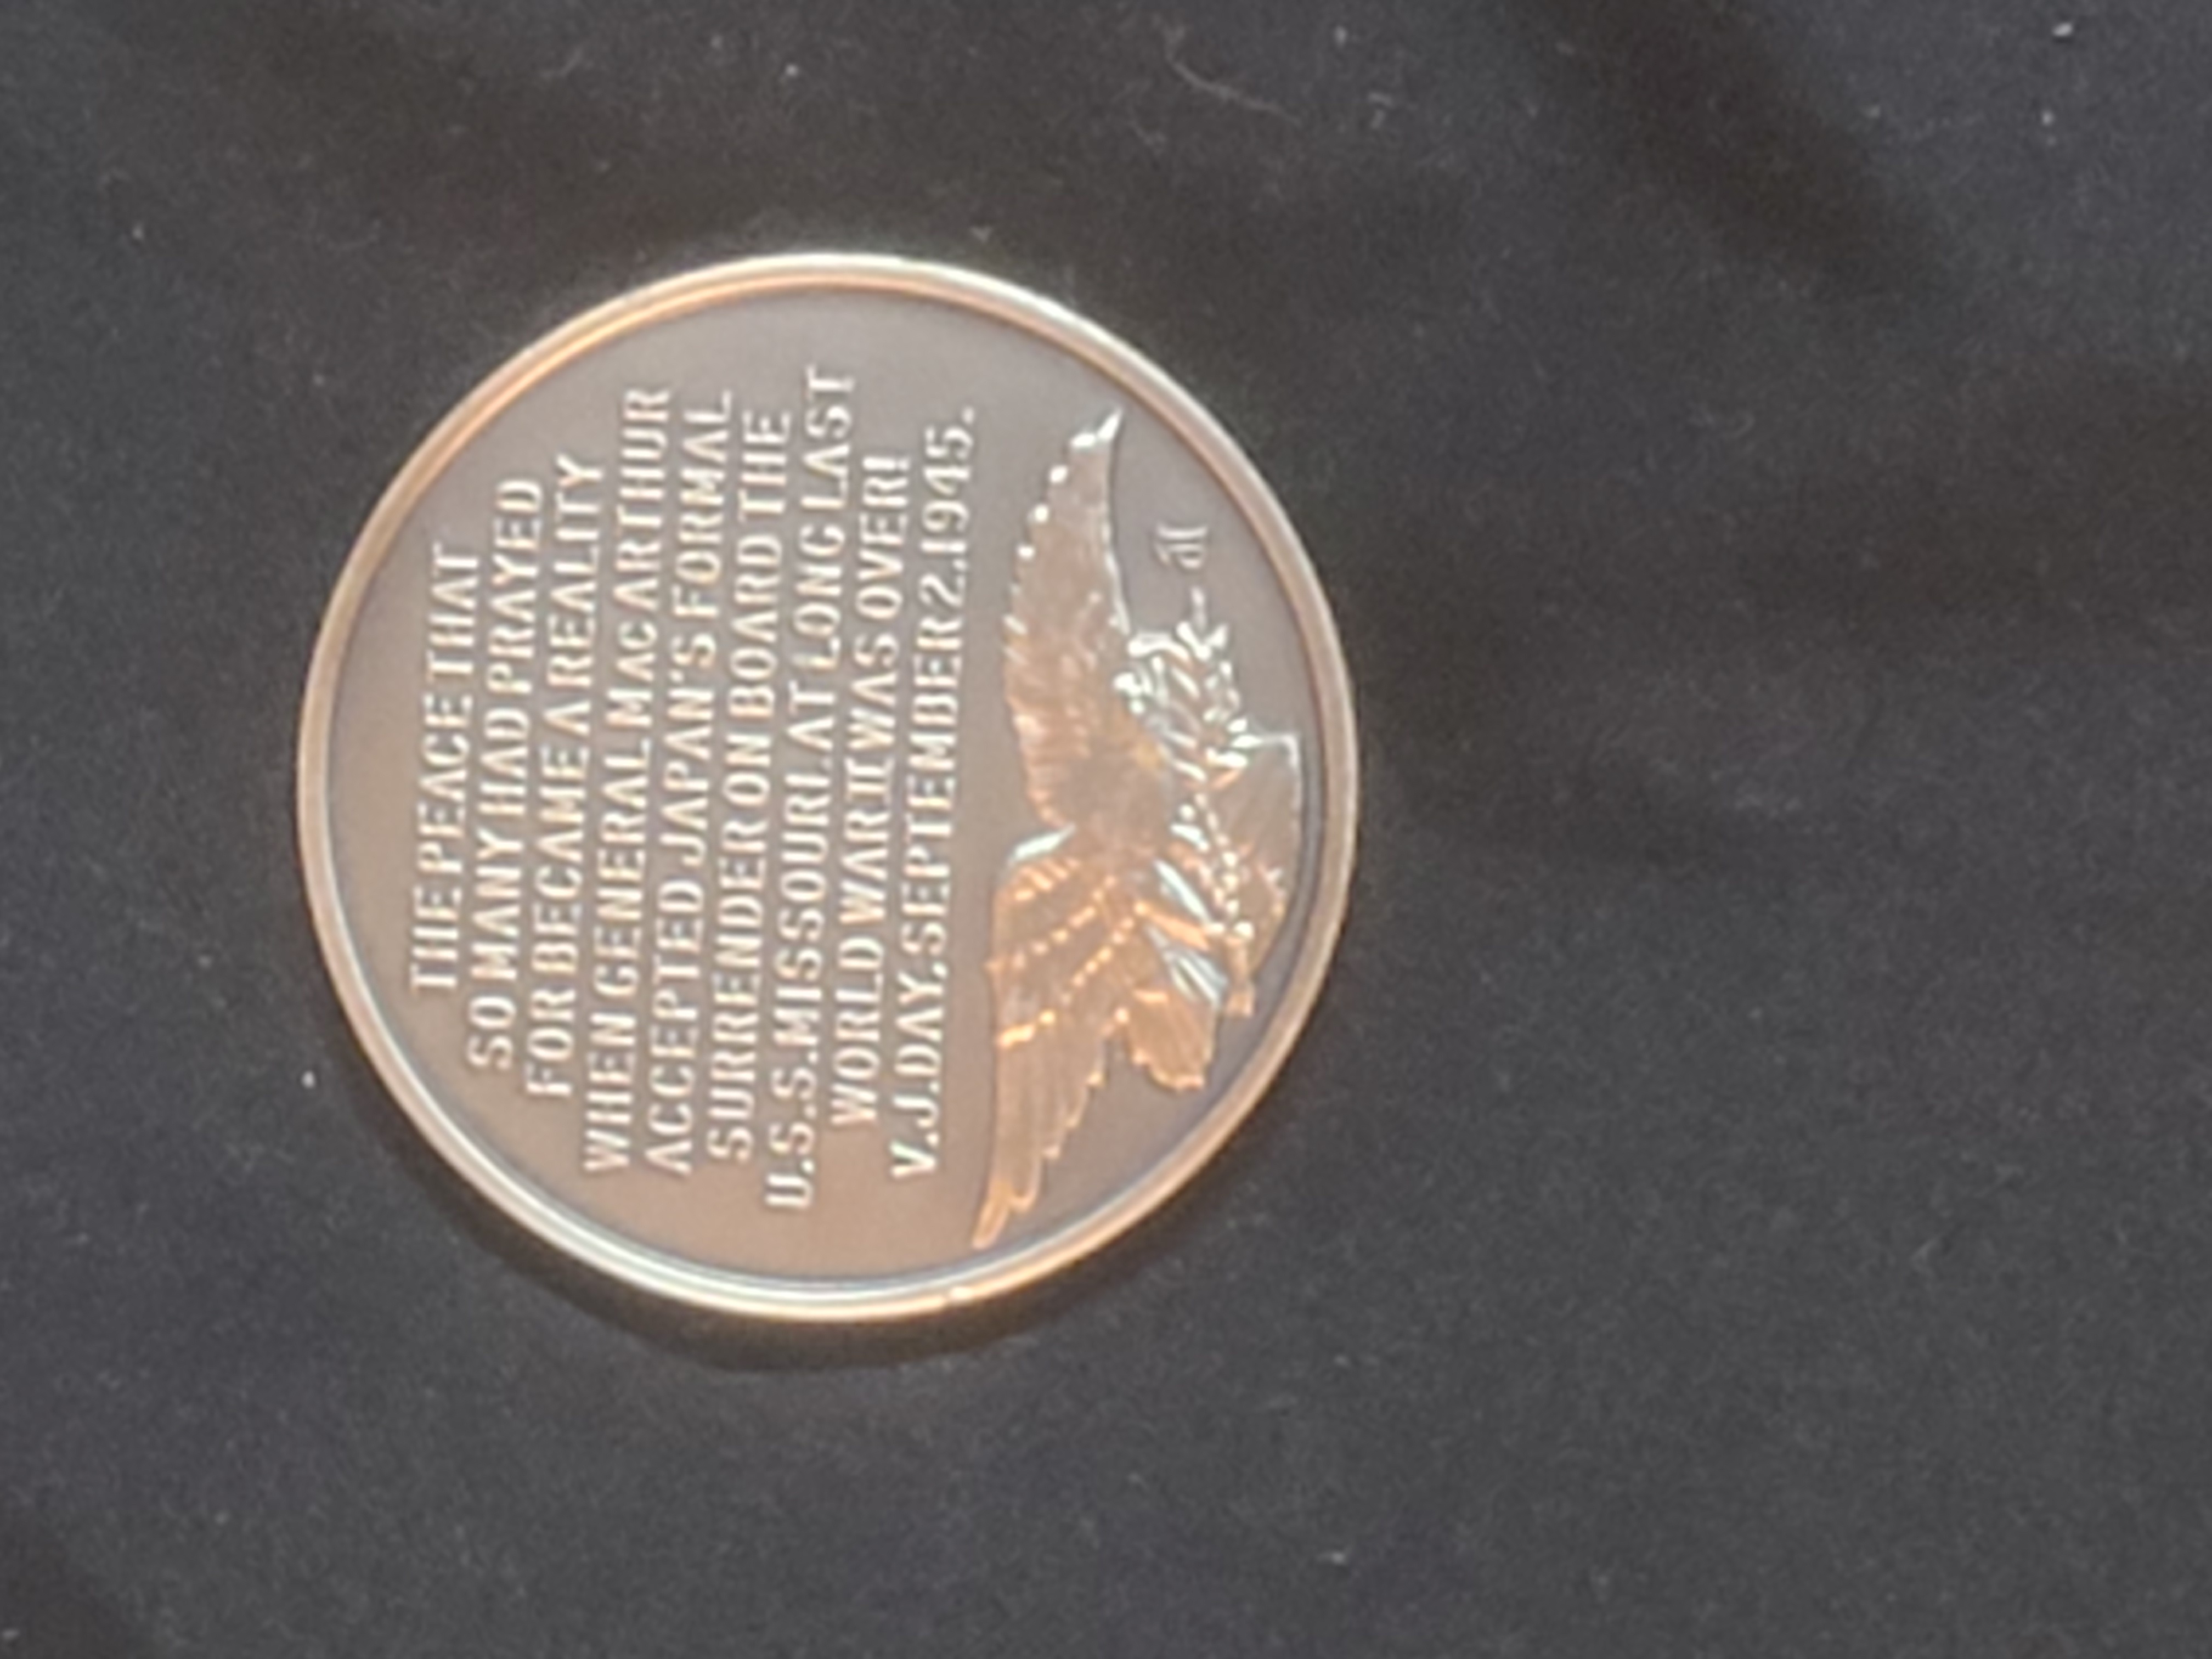 THE PEACE THAT
SO MANY HAD PRAYED
FOR BECAME A REALITY
WHEN GENERAL MACARTHUR
ACCEPTED JAPAN'S FORMAL
SURRENDER ON BOARD THE
U.S.S.MISSOURI.AT LONG LAST
WORLD WAR II WAS OVER!
V.J.DAY.SEPTEMBER 2.1945.